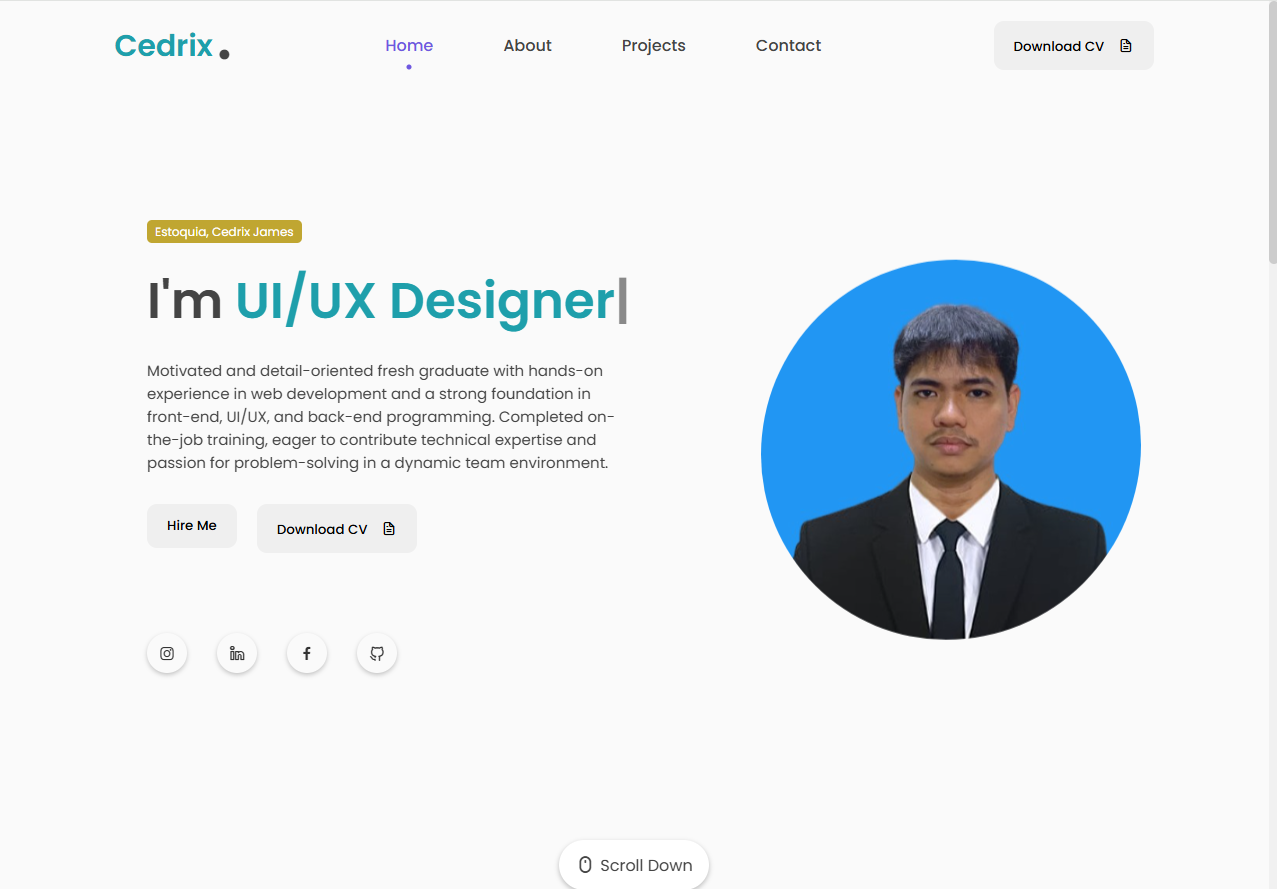 Cedrix .
Home
About
Projects
Contact
Download CV
Estoquia, Cedrix James
I'm UI/UX Designer|
Motivated and detail-oriented fresh graduate with hands-on
experience in web development and a strong foundation in
front-end, UI/UX, and back-end programming. Completed on-
the-job training, eager to contribute technical expertise and
passion for problem-solving in a dynamic team environment.
Hire Me
Download CV
Scroll Down